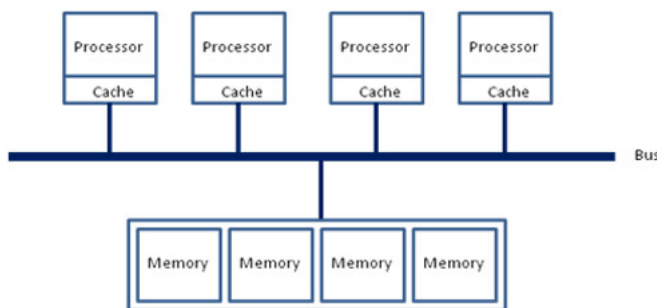 Processor Processor Processor Processor
Cache Cache Cache Cache
Bus
Memory Memory Memory Memory